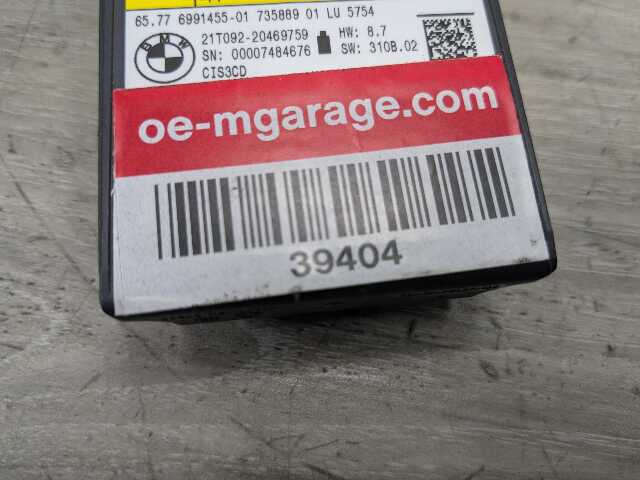 65.77 6991455-01 735889 01 LU 5754
BMW
21T092-20469759 HW: 8.7
SN: 00007484676 SW: 310B.02
CIS3CD
oe-mgarage.com
39404